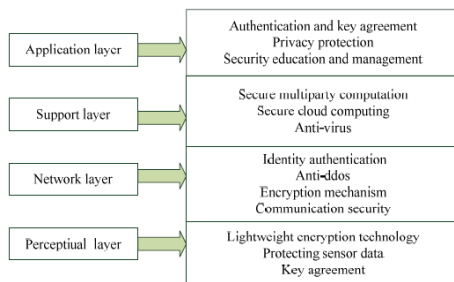 Application layer
Authentication and key agreement
Privacy protection
Security education and management
Support layer
Secure multiparty computation
Secure cloud computing
Anti-virus
Network layer
Identity authentication
Anti-ddos
Encryption mechanism
Communication security
Perceptiual layer
Lightweight encryption technology
Protecting sensor data
Key agreement